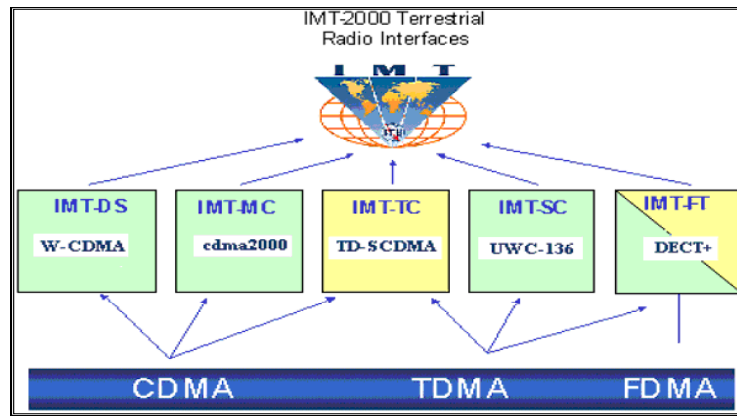 IMT-2000 Terrestrial
Radio Interfaces
I M T
ITU
IMT-DS IMT-MC IMT-TC IMT-SC IMT-FT
W-CDMA cdma2000 TD-SCDMA UWC-136 DECT+
CDMA TDMA FDMA